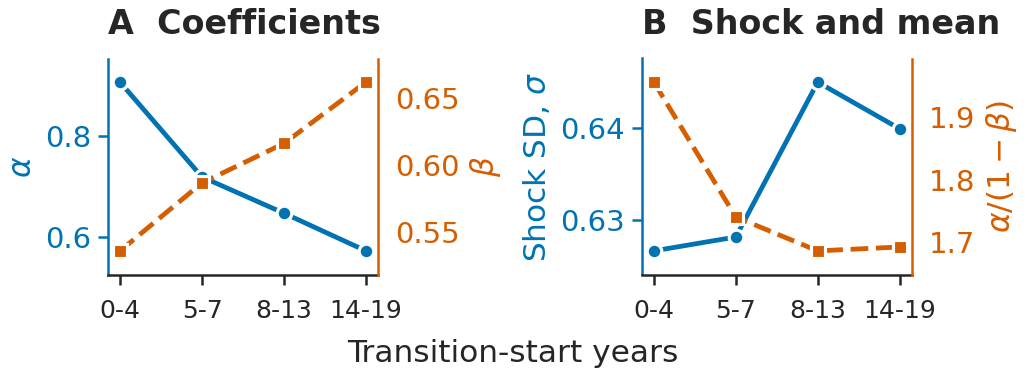 A Coefficients
α
0.8
0.6
0.65
0.60
0.55
β
0-4 5-7 8-13 14-19
B Shock and mean
Shock SD, σ
0.64
0.63
1.9
1.8
1.7
α/(1 − β)
0-4 5-7 8-13 14-19
Transition-start years